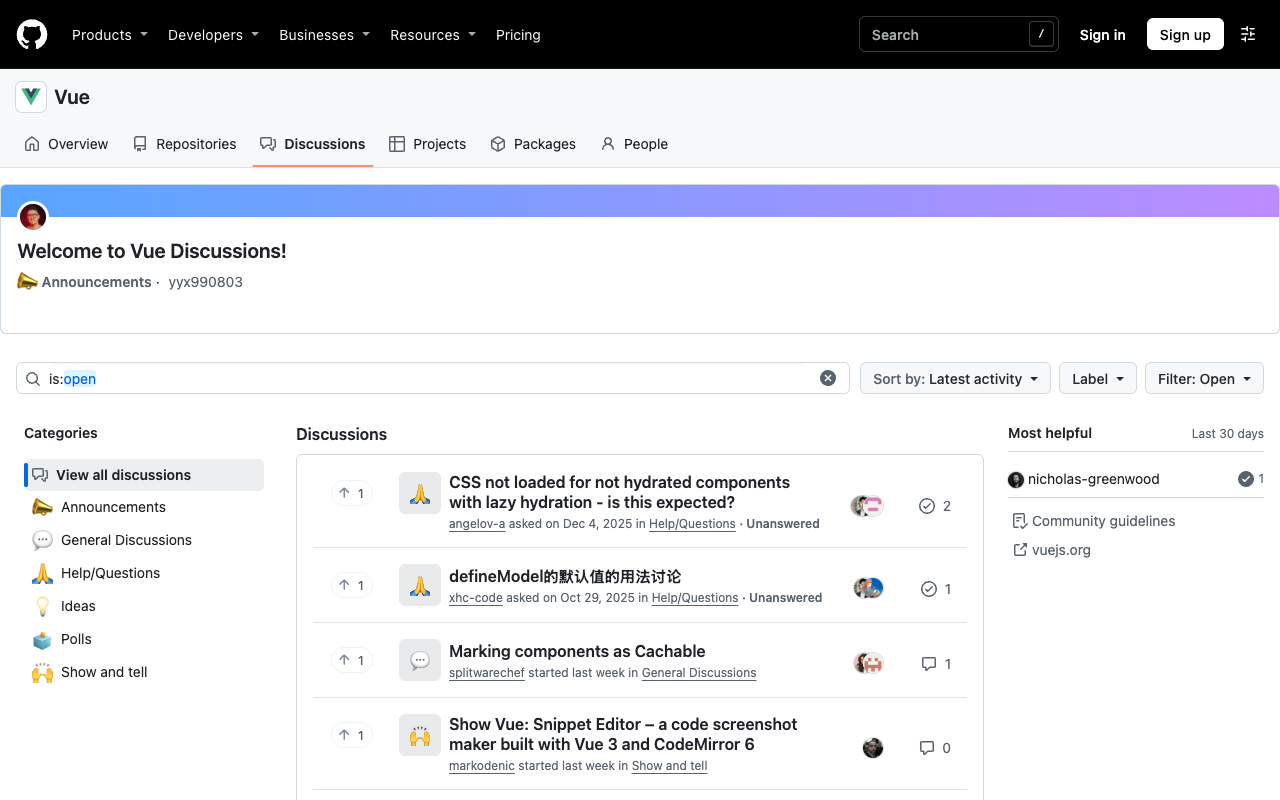 Products Developers Businesses Resources Pricing Search / Sign in Sign up
Vue
Overview Repositories Discussions Projects Packages People
Welcome to Vue Discussions!
Announcements · yyx990803
is:open
Sort by: Latest activity Label Filter: Open
Categories
View all discussions
Announcements
General Discussions
Help/Questions
Ideas
Polls
Show and tell
Discussions
1
CSS not loaded for not hydrated components
with lazy hydration - is this expected?
angelov-a asked on Dec 4, 2025 in Help/Questions · Unanswered
2
1
defineModel的默认值的用法讨论
xhc-code asked on Oct 29, 2025 in Help/Questions · Unanswered
1
1
Marking components as Cachable
splitwarechef started last week in General Discussions
1
1
Show Vue: Snippet Editor – a code screenshot
maker built with Vue 3 and CodeMirror 6
markodenic started last week in Show and tell
0
Most helpful Last 30 days
nicholas-greenwood 1
Community guidelines
vuejs.org